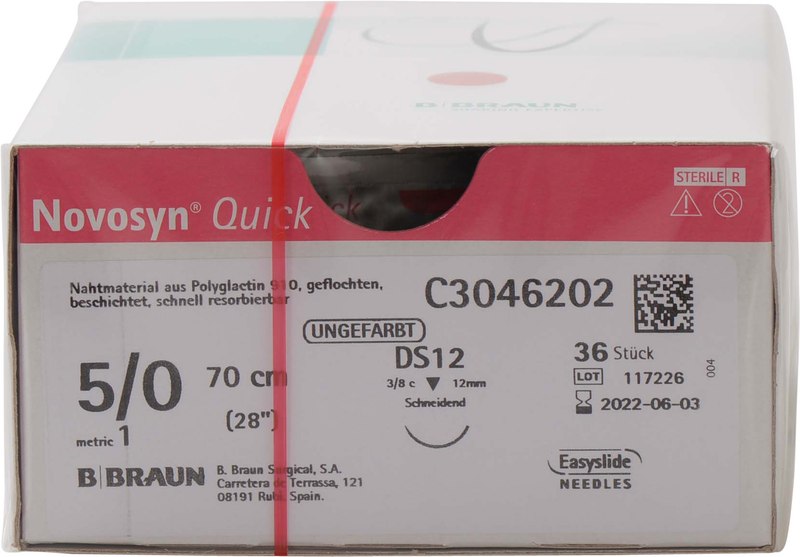 B|BRAUN
STERILE R
Novosyn® Quick
Nahtmaterial aus Polyglactin 910, geflochten,
beschichtet, schnell resorbierbar
C3046202
UNGEFARBT
5/0
70 cm
(28")
metric 1
DS12
3/8 c ▼ 12mm
Schneidend
36 Stück
LOT 117226
2022-06-03
004
B|BRAUN
B. Braun Surgical, S.A.
Carretera de Terrassa, 121
08191 Rubi. Spain.
Easyslide
NEEDLES